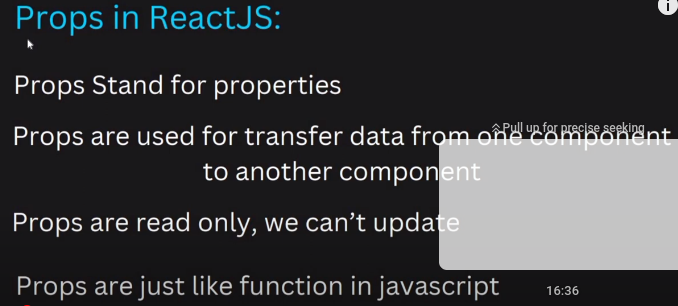 Props in ReactJS:
Props Stand for properties
Pull up for precise seeking
Props are used for transfer data from one component
to another component
Props are read only, we can't update
Props are just like function in javascript
16:36